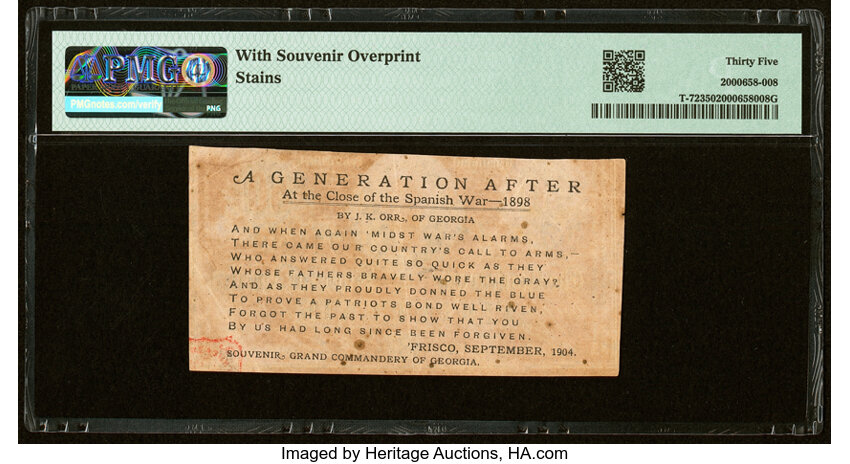 With Souvenir Overprint
Stains
Thirty Five
2000658-008
T-723502000658008G
PMG
PMGnotes.com/verify
PNG
A GENERATION AFTER
At the Close of the Spanish War—1898
BY J. K. ORR, OF GEORGIA
AND WHEN AGAIN 'MIDST WAR'S ALARMS,
THERE CAME OUR COUNTRY'S CALL TO ARMS,—
WHO ANSWERED QUITE SO QUICK AS THEY
WHOSE FATHERS BRAVELY WORE THE GRAY?
AND AS THEY PROUDLY DONNED THE BLUE
TO PROVE A PATRIOTS BOND WELL RIVEN,
FORGOT THE PAST TO SHOW THAT YOU
BY US HAD LONG SINCE BEEN FORGIVEN.
'FRISCO, SEPTEMBER, 1904.
SOUVENIR, GRAND COMMANDERY OF GEORGIA.
Imaged by Heritage Auctions, HA.com